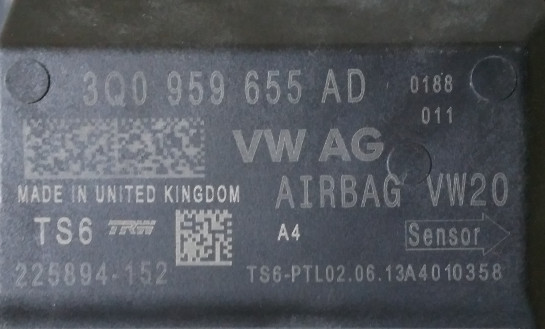 3Q0 959 655 AD 0188
011
VW AG
MADE IN UNITED KINGDOM AIRBAG VW20
TS6 TRW A4 Sensor
225894-152 TS6-PTL02.06.13A4010358